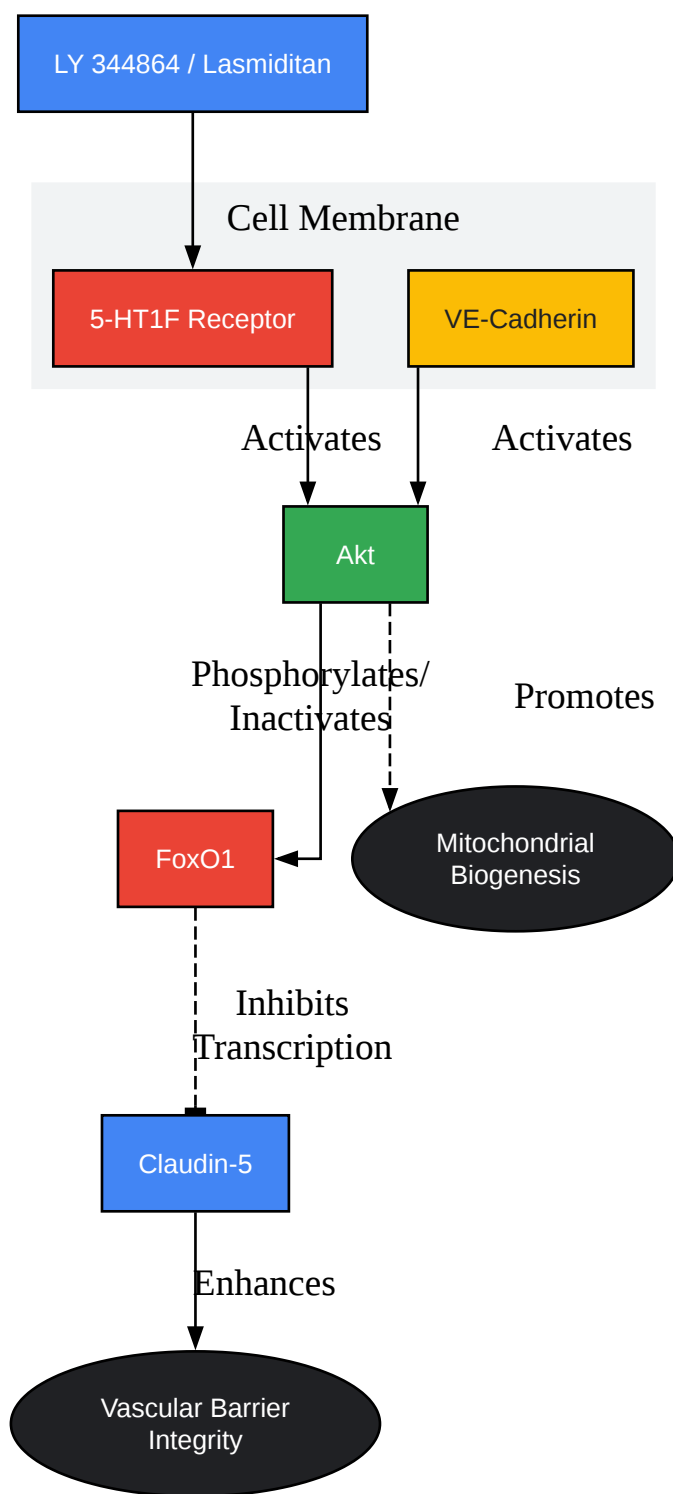 LY 344864 / Lasmiditan
Cell Membrane
5-HT1F Receptor
VE-Cadherin
Activates
Activates
Akt
Phosphorylates/
Inactivates
Promotes
FoxO1
Mitochondrial
Biogenesis
Inhibits
Transcription
Claudin-5
Enhances
Vascular Barrier
Integrity